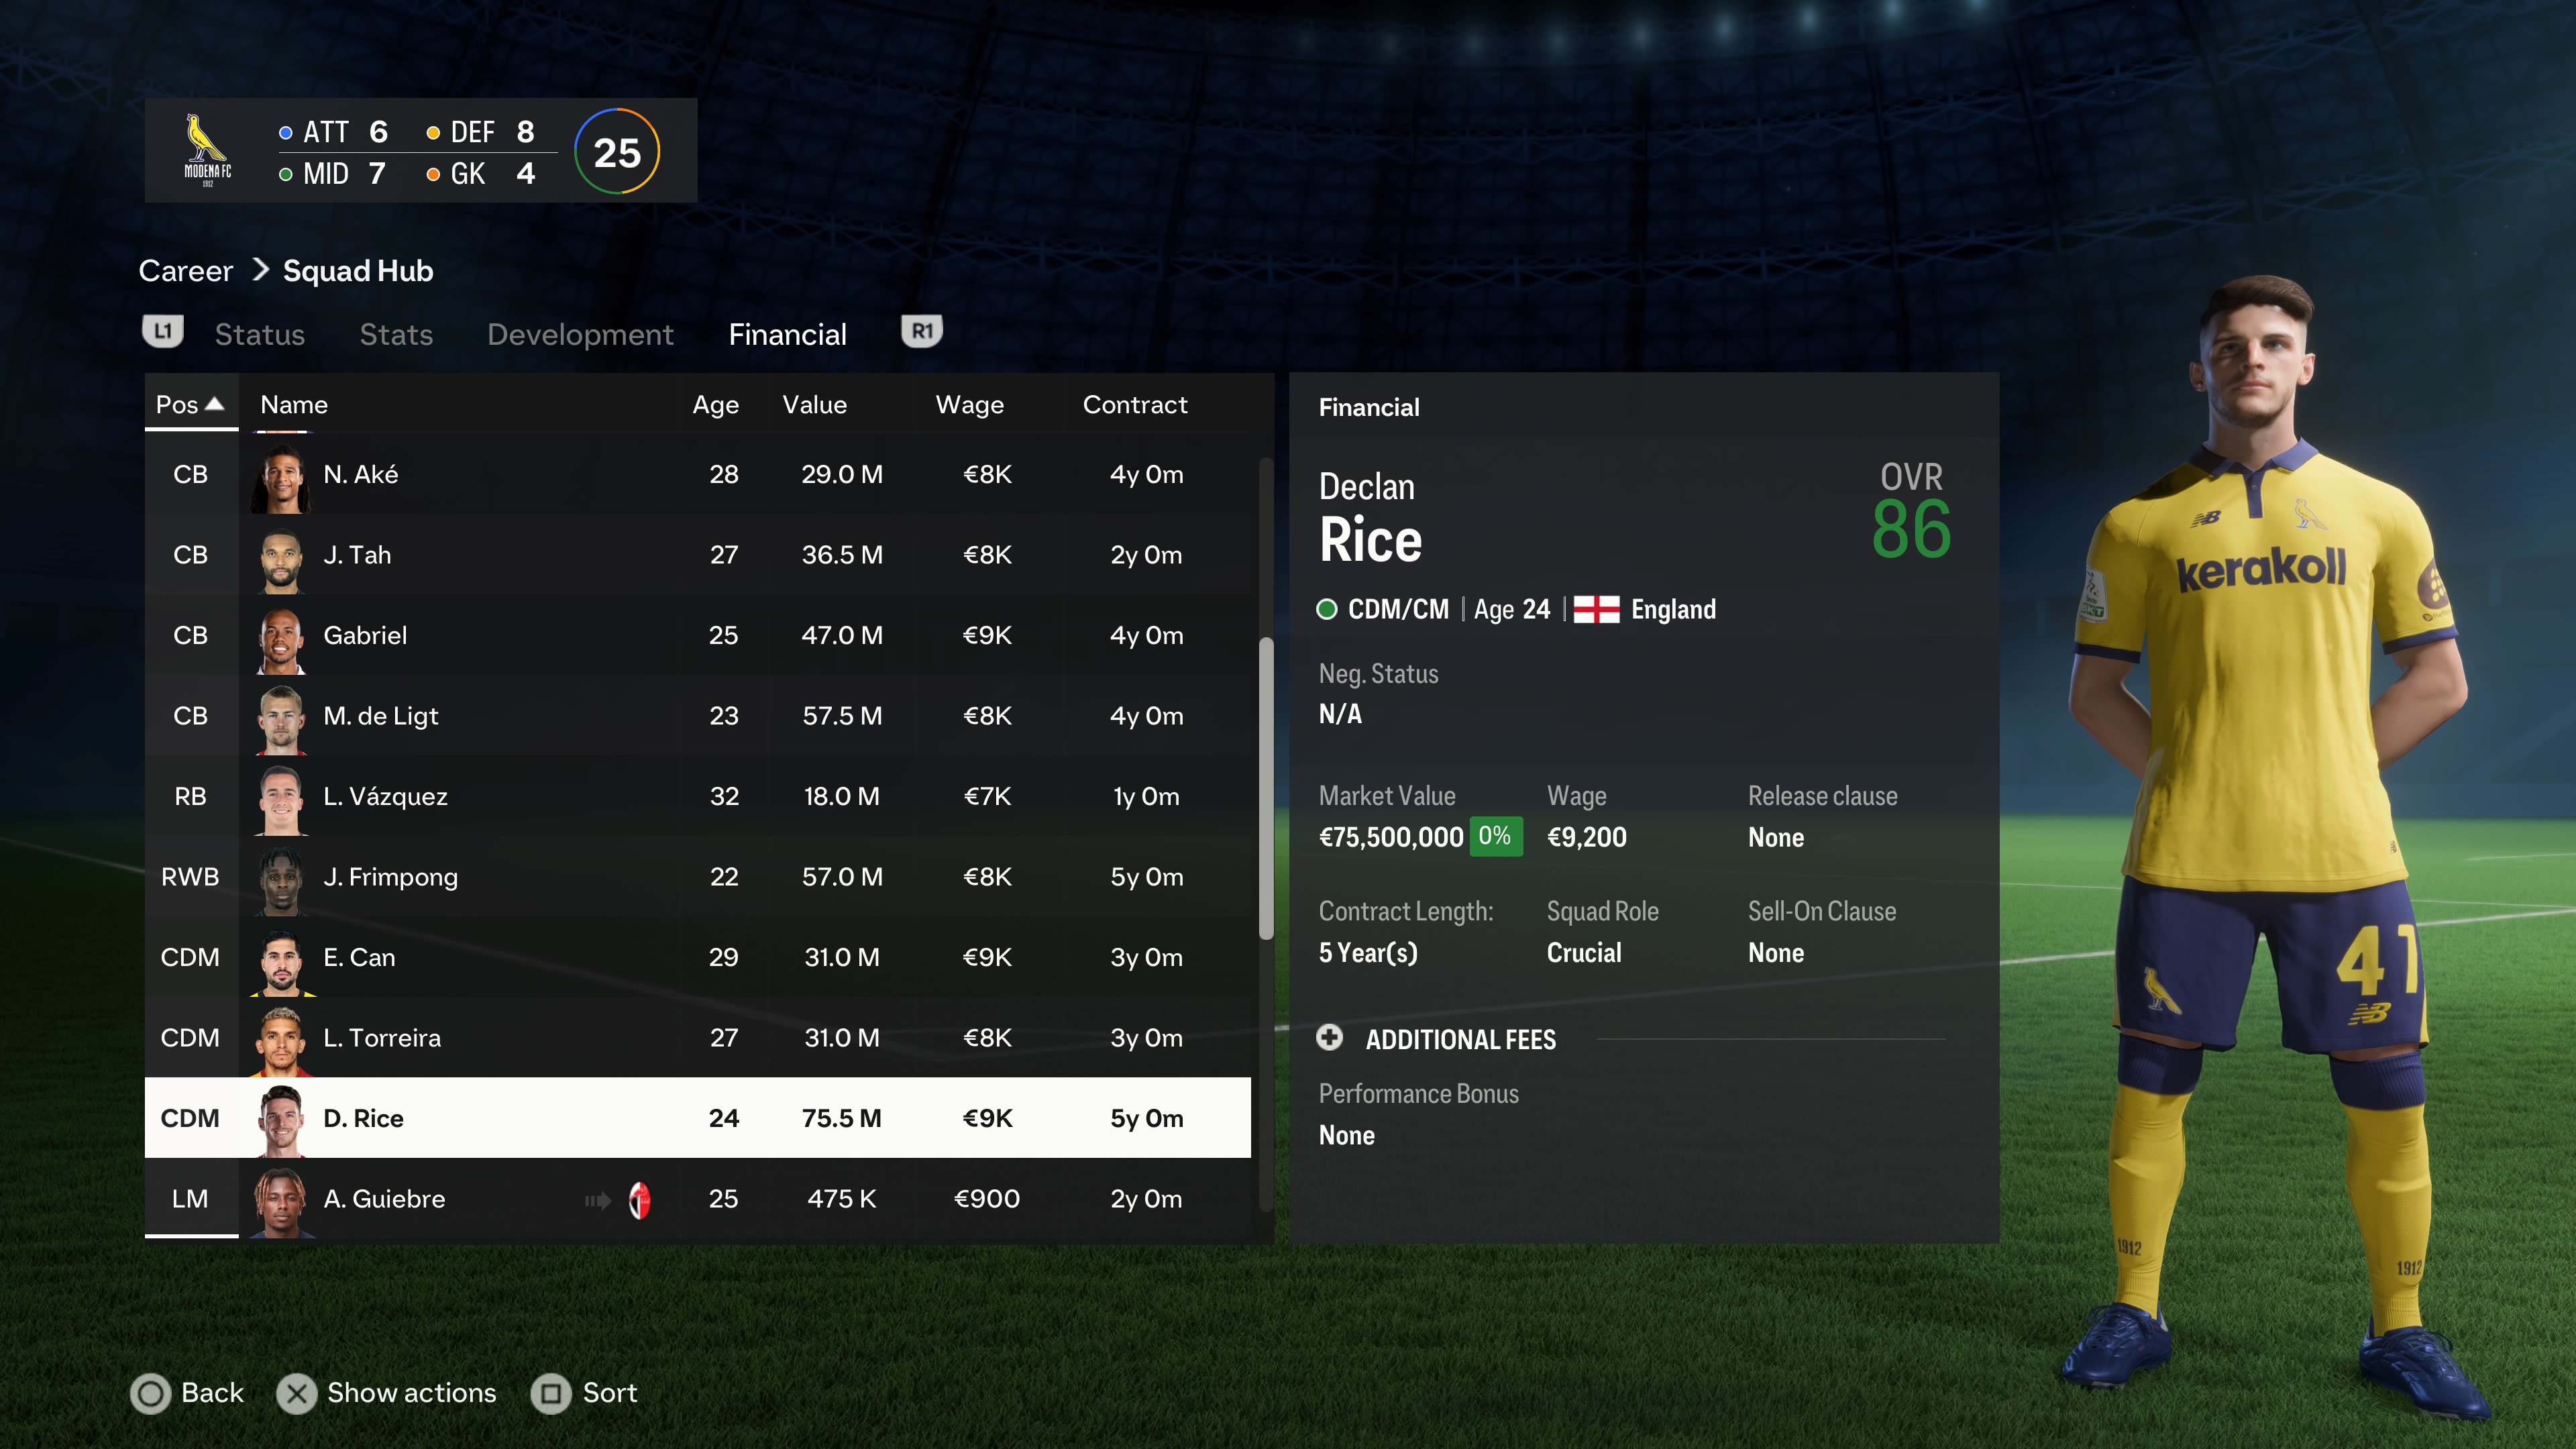 MODENA FC
1912
ATT 6 DEF 8
MID 7 GK 4
25
Career > Squad Hub
L1 Status Stats Development Financial R1
Pos Name Age Value Wage Contract
CB N. Aké 28 29.0 M €8K 4y 0m
CB J. Tah 27 36.5 M €8K 2y 0m
CB Gabriel 25 47.0 M €9K 4y 0m
CB M. de Ligt 23 57.5 M €8K 4y 0m
RB L. Vázquez 32 18.0 M €7K 1y 0m
RWB J. Frimpong 22 57.0 M €8K 5y 0m
CDM E. Can 29 31.0 M €9K 3y 0m
CDM L. Torreira 27 31.0 M €8K 3y 0m
CDM D. Rice 24 75.5 M €9K 5y 0m
LM A. Guiebre 25 475 K €900 2y 0m
Financial
Declan
Rice
OVR
86
CDM/CM | Age 24 | England
Neg. Status
N/A
Market Value Wage Release clause
€75,500,000 0% €9,200 None
Contract Length: Squad Role Sell-On Clause
5 Year(s) Crucial None
ADDITIONAL FEES
Performance Bonus
None
NB
kerakoll
41
NB
1912
1912
Back Show actions Sort